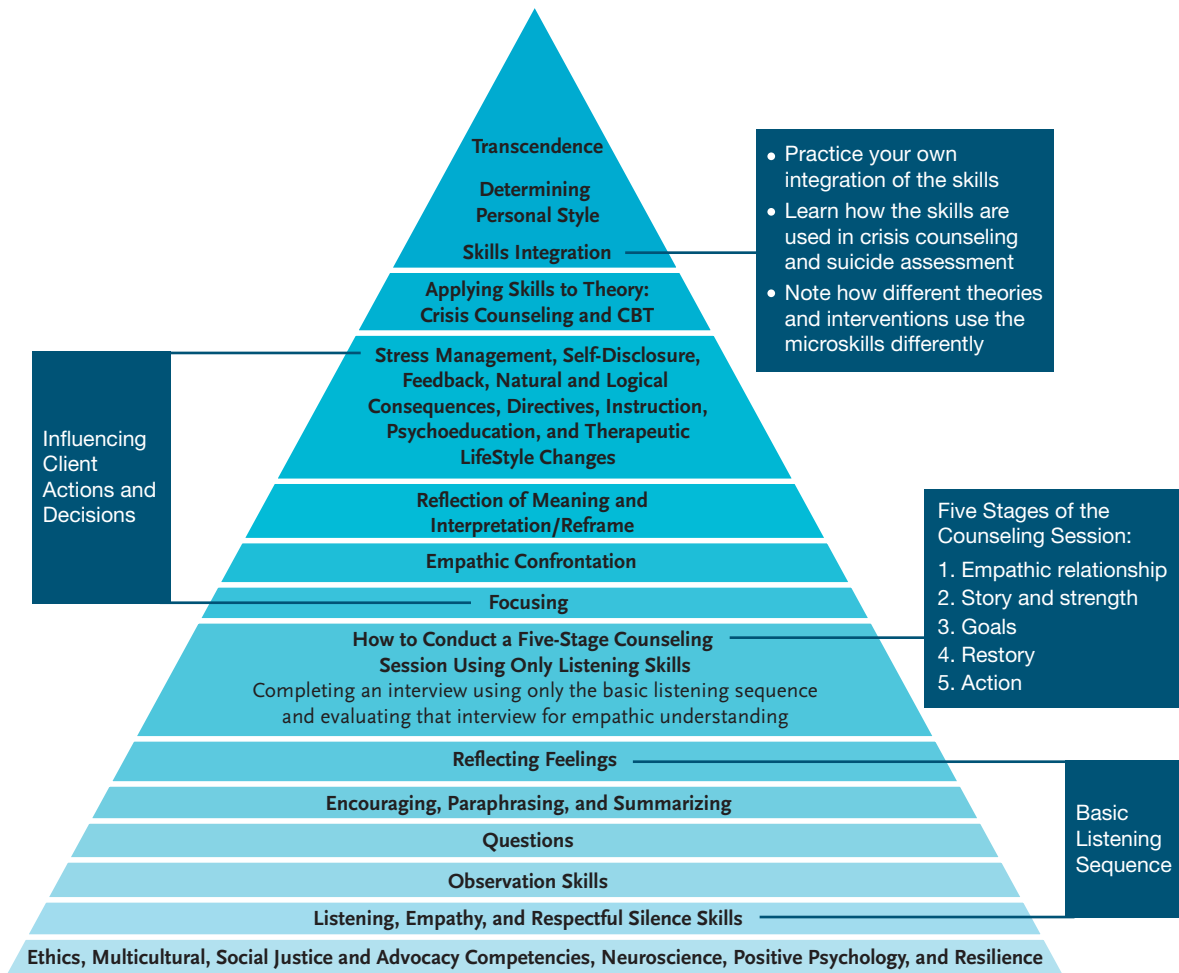 Transcendence
Determining
Personal Style
Skills Integration
• Practice your own
integration of the skills
• Learn how the skills are
used in crisis counseling
and suicide assessment
• Note how different theories
and interventions use the
microskills differently
Applying Skills to Theory:
Crisis Counseling and CBT
Stress Management, Self-Disclosure,
Feedback, Natural and Logical
Consequences, Directives, Instruction,
Psychoeducation, and Therapeutic
LifeStyle Changes
Influencing
Client
Actions and
Decisions
Reflection of Meaning and
Interpretation/Reframe
Empathic Confrontation
Focusing
How to Conduct a Five-Stage Counseling
Session Using Only Listening Skills
Completing an interview using only the basic listening sequence
and evaluating that interview for empathic understanding
Five Stages of the
Counseling Session:
1. Empathic relationship
2. Story and strength
3. Goals
4. Restory
5. Action
Reflecting Feelings
Encouraging, Paraphrasing, and Summarizing
Questions
Observation Skills
Listening, Empathy, and Respectful Silence Skills
Basic
Listening
Sequence
Ethics, Multicultural, Social Justice and Advocacy Competencies, Neuroscience, Positive Psychology, and Resilience